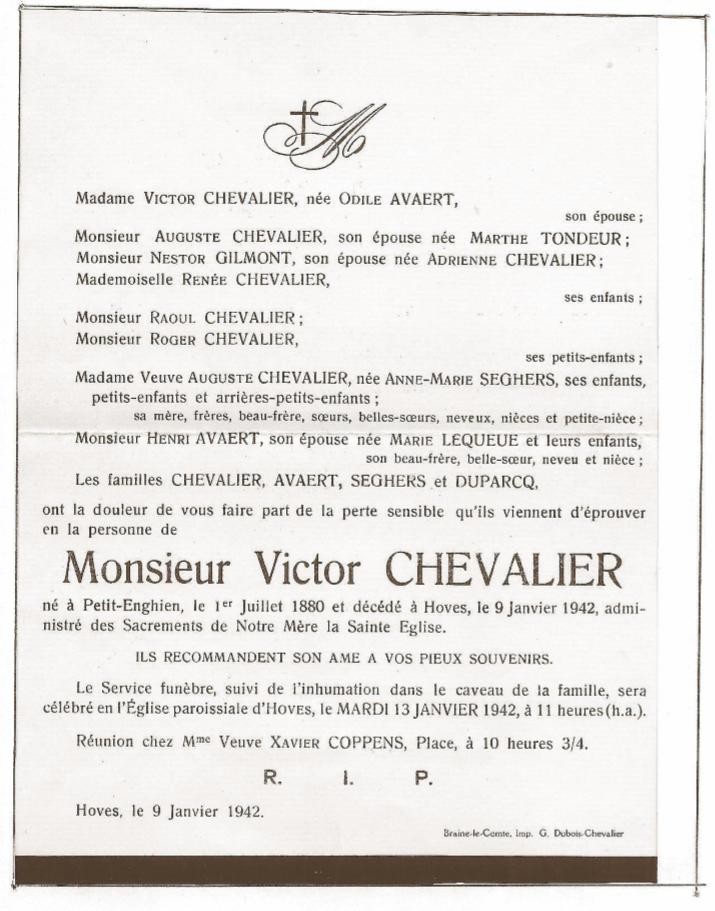 M
Madame VICTOR CHEVALIER, née ODILE AVAERT,
son épouse ;
Monsieur AUGUSTE CHEVALIER, son épouse née MARTHE TONDEUR ;
Monsieur NESTOR GILMONT, son épouse née ADRIENNE CHEVALIER ;
Mademoiselle RENÉE CHEVALIER,
ses enfants ;
Monsieur RAOUL CHEVALIER ;
Monsieur ROGER CHEVALIER,
ses petits-enfants ;
Madame Veuve AUGUSTE CHEVALIER, née ANNE-MARIE SEGHERS, ses enfants,
petits-enfants et arrières-petits-enfants ;
sa mère, frères, beau-frère, sœurs, belles-sœurs, neveux, nièces et petite-nièce ;
Monsieur HENRI AVAERT, son épouse née MARIE LEQUEUE et leurs enfants,
son beau-frère, belle-sœur, neveu et nièce ;
Les familles CHEVALIER, AVAERT, SEGHERS et DUPARCQ,
ont la douleur de vous faire part de la perte sensible qu'ils viennent d'éprouver
en la personne de
Monsieur Victor CHEVALIER
né à Petit-Enghien, le 1er Juillet 1880 et décédé à Hoves, le 9 Janvier 1942, admi-
nistré des Sacrements de Notre Mère la Sainte Eglise.
ILS RECOMMANDENT SON AME A VOS PIEUX SOUVENIRS.
Le Service funèbre, suivi de l'inhumation dans le caveau de la famille, sera
célébré en l'Église paroissiale d'HOVES, le MARDI 13 JANVIER 1942, à 11 heures (h.a.).
Réunion chez Mme Veuve XAVIER COPPENS, Place, à 10 heures 3/4.
R. I. P.
Hoves, le 9 Janvier 1942.
Braine-le-Comte, Imp. G. Dubois-Chevalier